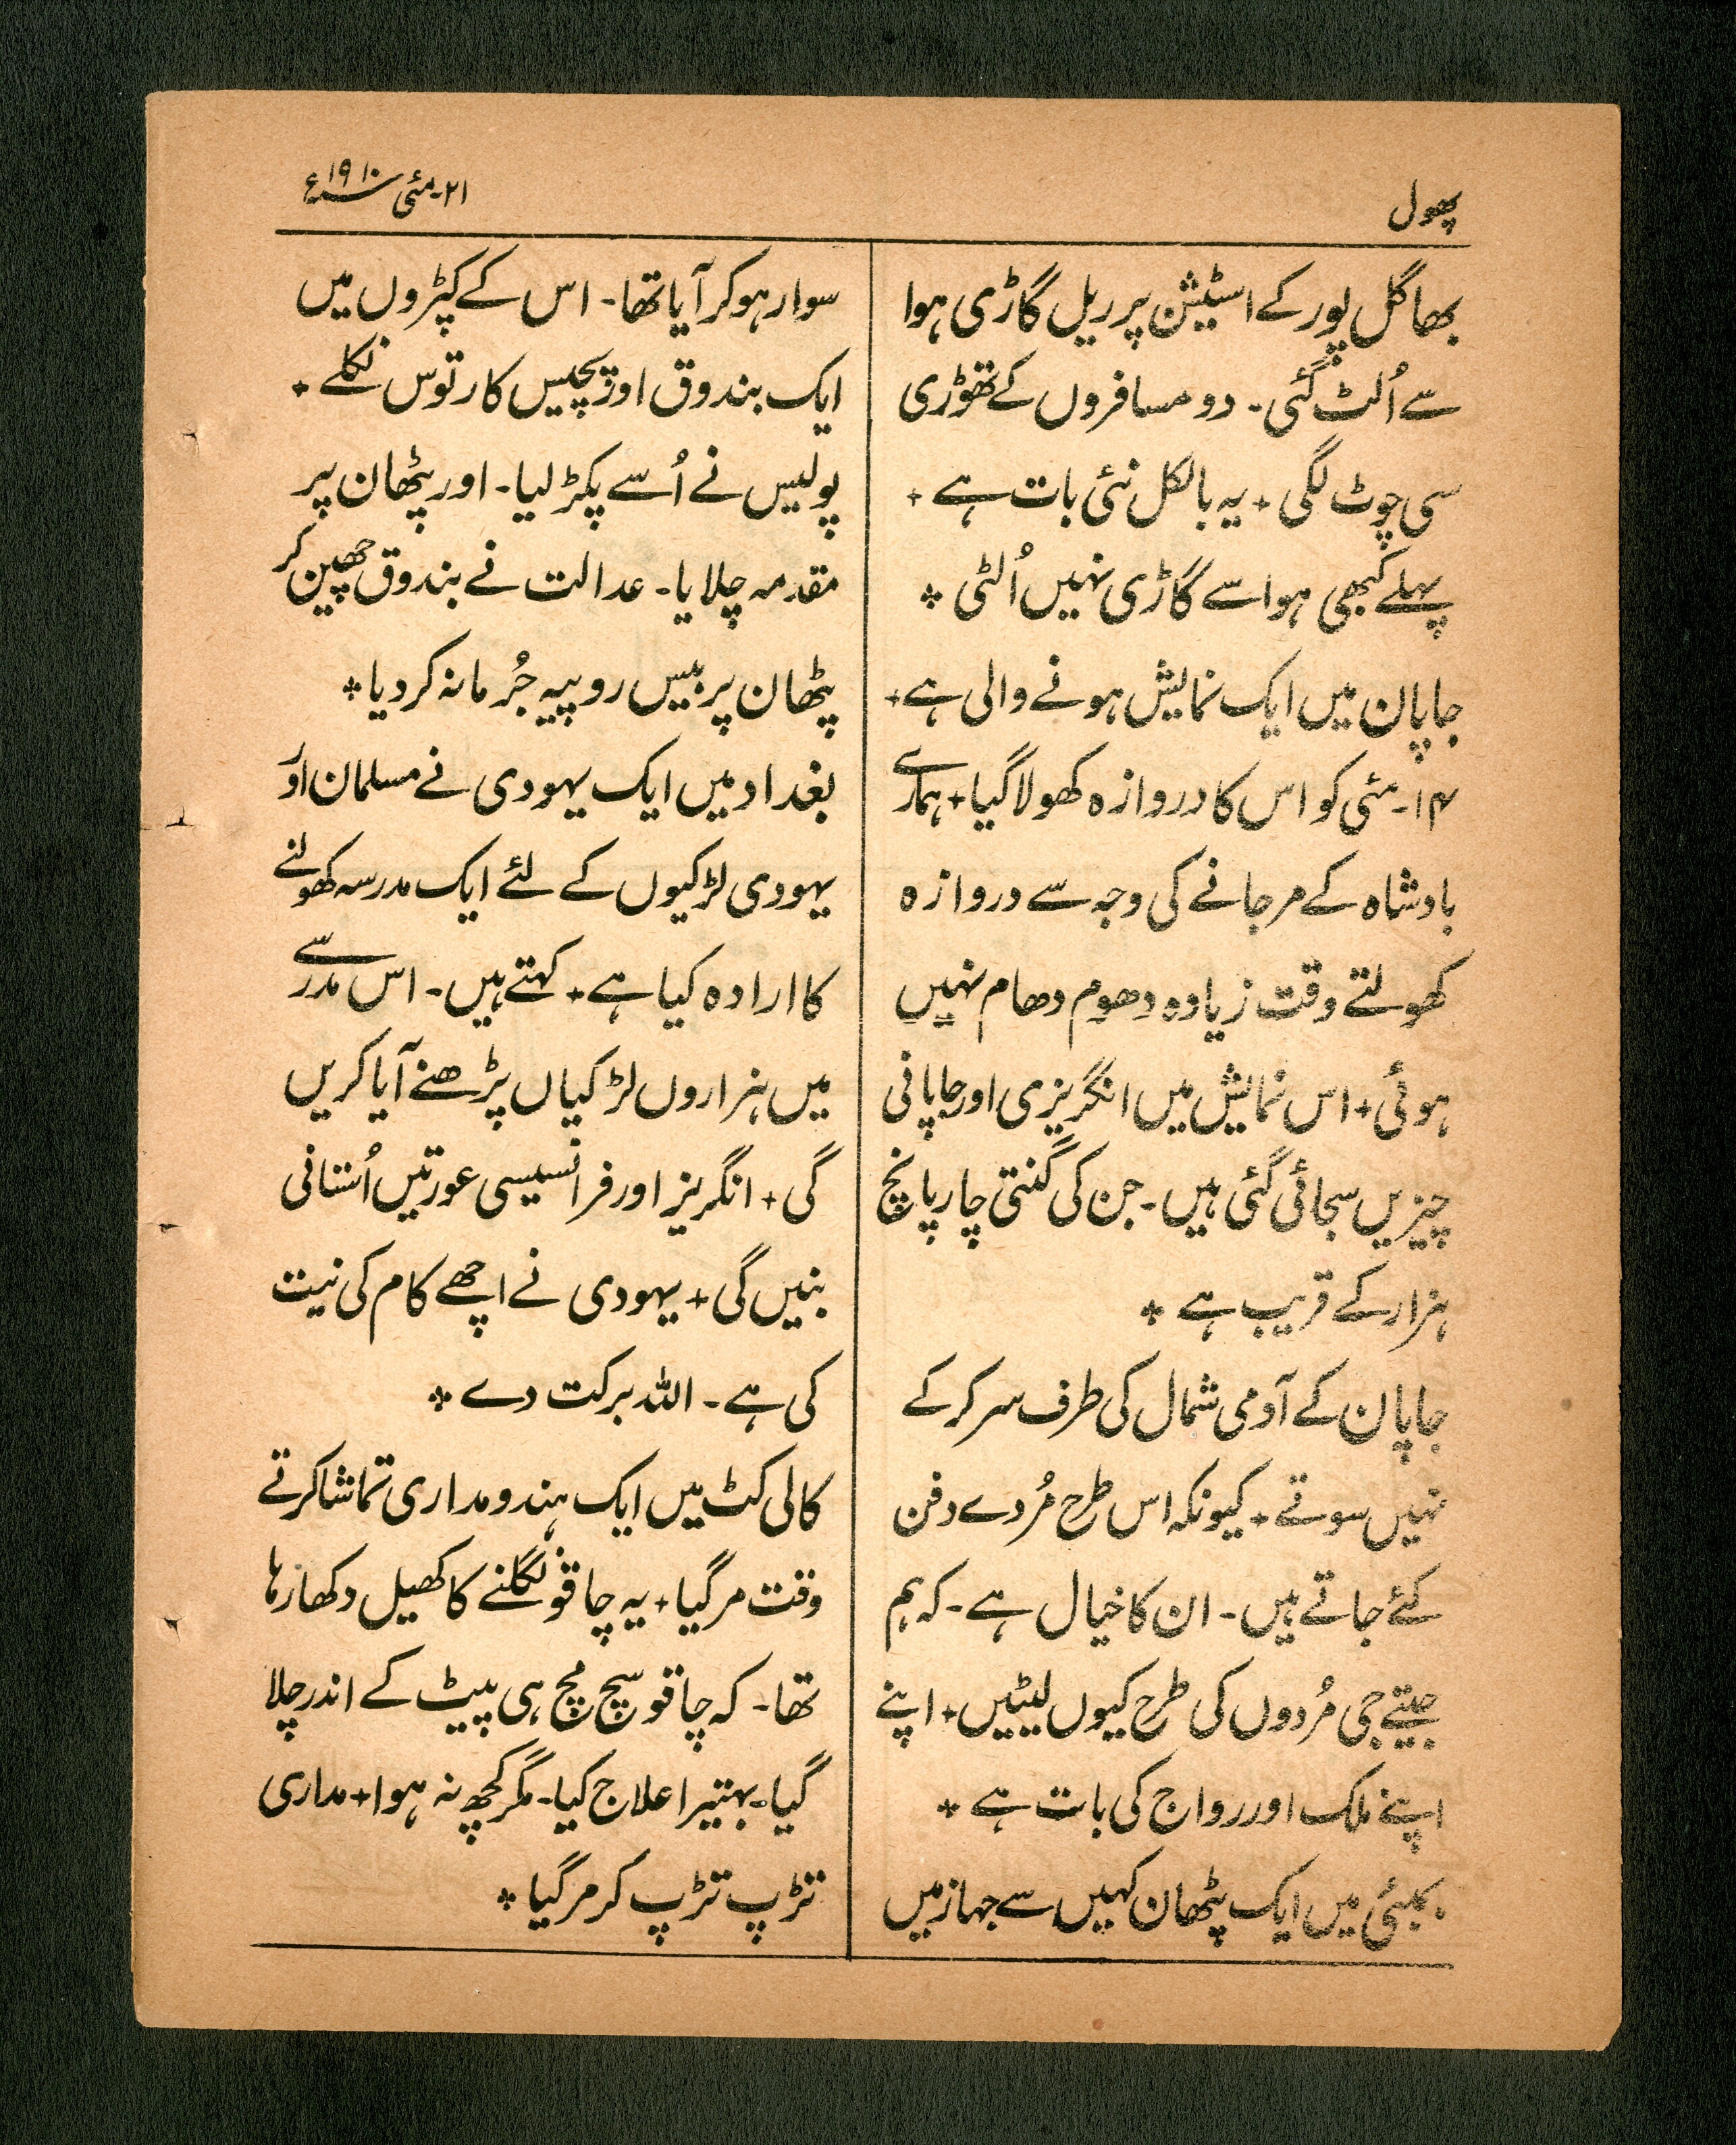 پھول
۲۱۔مئی ۱۹۱۰ء
بھاگل پور کے اسٹیشن پر ریل گاڑی ہوا
سے اُلٹ گئی۔ دو مسافروں کے تھوڑی
سی چوٹ لگی + یہ بالکل نئی بات ہے +
پہلے کبھی ہوا سے گاڑی نہیں اُلٹی ؞
جاپان میں ایک نمایش ہونے والی ہے +
۱۴۔مئی کو اس کا دروازہ کھولا گیا + ہمارے
بادشاہ کے مر جانے کی وجہ سے دروازہ
کھولتے وقت زیادہ دھوم دھام نہیں
ہوئی + اس نمایش میں انگریزی اور جاپانی
چیزیں سجائی گئی ہیں۔ جن کی گنتی چار پانچ
ہزار کے قریب ہے ؞
جاپان کے آدمی شمال کی طرف سر کر کے
نہیں سوتے + کیونکہ اس طرح مُردے دفن
کئے جاتے ہیں۔ ان کا خیال ہے۔ کہ ہم
جیتے جی مُردوں کی طرح کیوں لیٹیں + اپنے
اپنے ملک اور رواج کی بات ہے ؞
بمبئی میں ایک پٹھان کہیں سے جہاز میں
سوار ہو کر آیا تھا۔ اس کے کپڑوں میں
ایک بندوق اور پچیس کارتوس نکلے +
پولیس نے اُسے پکڑ لیا۔ اور پٹھان پر
مقدمہ چلایا۔ عدالت نے بندوق چھین کر
پٹھان پر بیس روپیہ جُرمانہ کر دیا ؞
بغداد میں ایک یہودی نے مسلمان اور
یہودی لڑکیوں کے لئے ایک مدرسہ کھولنے
کا ارادہ کیا ہے + کہتے ہیں۔ اس مدرسے
میں ہزاروں لڑکیاں پڑھنے آیا کریں
گی + انگریز اور فرانسیسی عورتیں اُستانی
بنیں گی + یہودی نے اچھے کام کی نیت
کی ہے۔ اللہ برکت دے ؞
کالی کٹ میں ایک ہندو مداری تماشا کرتے
وقت مر گیا + یہ چاقو نگلنے کا کھیل دکھا رہا
تھا۔ کہ چاقو سچ مچ ہی پیٹ کے اندر چلا
گیا۔ بہتیرا علاج کیا۔ مگر کچھ نہ ہوا + مداری
تڑپ تڑپ کر مر گیا ؞